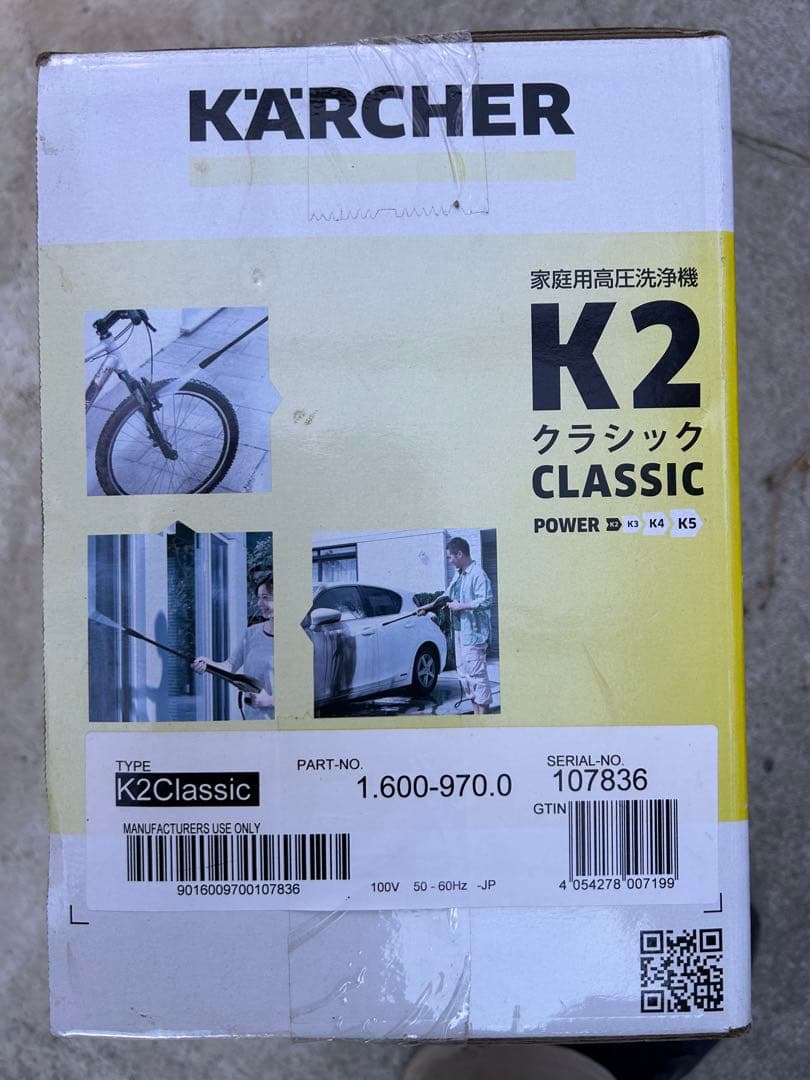 KÄRCHER
家庭用高圧洗浄機
K2
クラシック
CLASSIC
POWER K2 K3 K4 K5
TYPE
K2Classic
PART-NO.
1.600-970.0
SERIAL-NO.
107836
GTIN
4 054278 007199
MANUFACTURERS USE ONLY
9016009700107836
100V 50 - 60Hz -JP